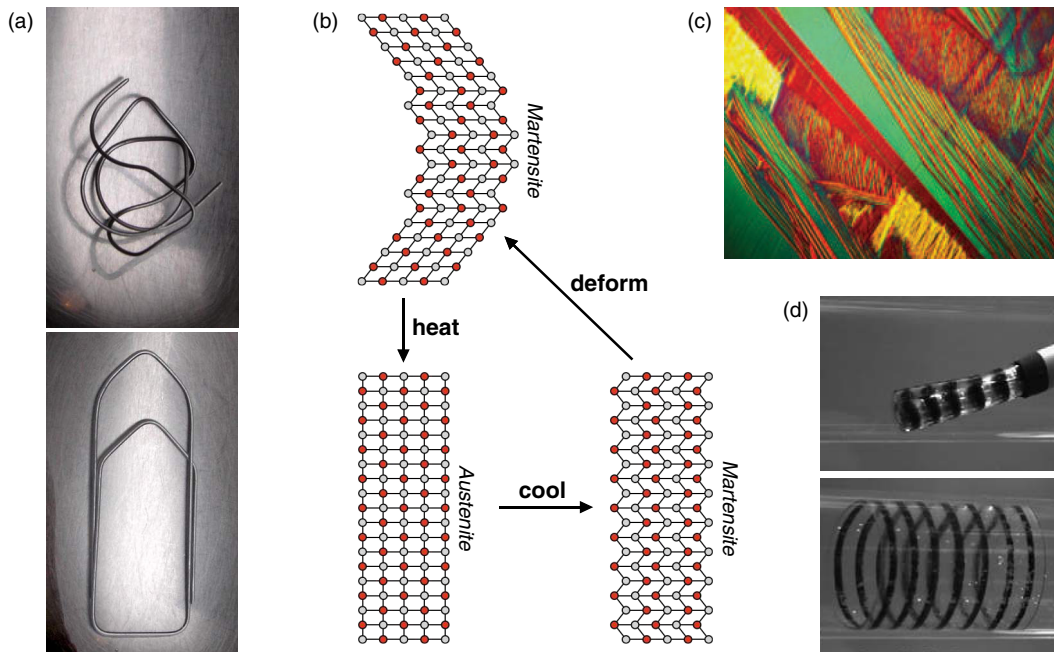 (a)
(b)
(c)
Martensite
deform
heat
(d)
Austenite
cool
Martensite